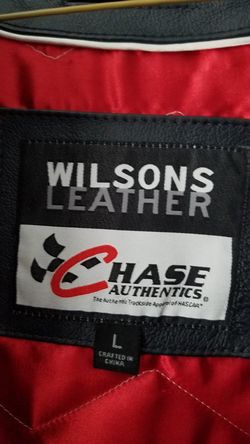 WILSONS
LEATHER
CHASE
AUTHENTICS®
The Authentic Trackside Apparel of NASCAR®
L
CRAFTED IN
CHINA